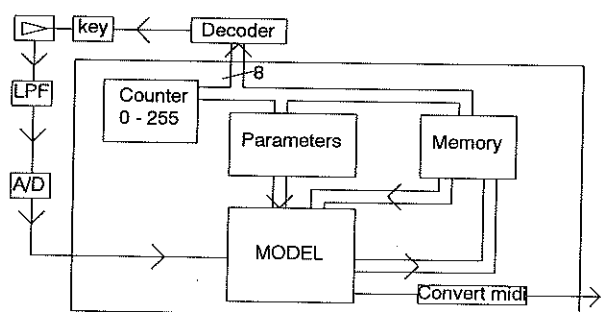 key
Decoder
8
LPF
Counter
0 - 255
Parameters
Memory
A/D
MODEL
Convert midi